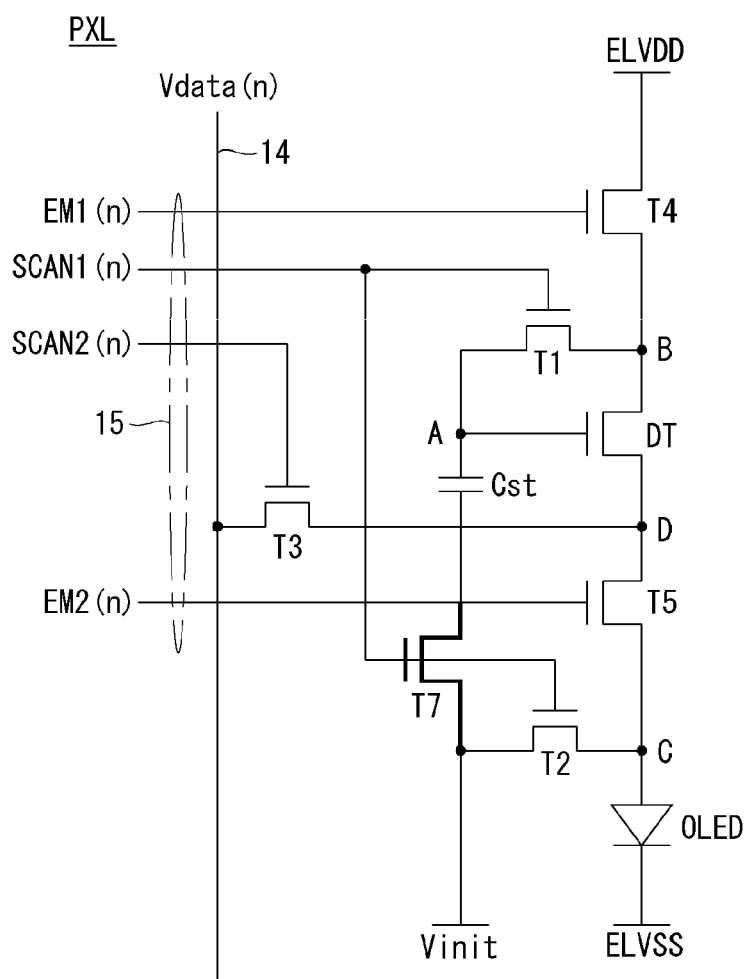 PXL
ELVDD
Vdata(n)
14
EM1(n)
T4
SCAN1(n)
SCAN2(n)
T1
B
15
A
DT
Cst
T3
D
EM2(n)
T5
T7
T2
C
OLED
Vinit
ELVSS